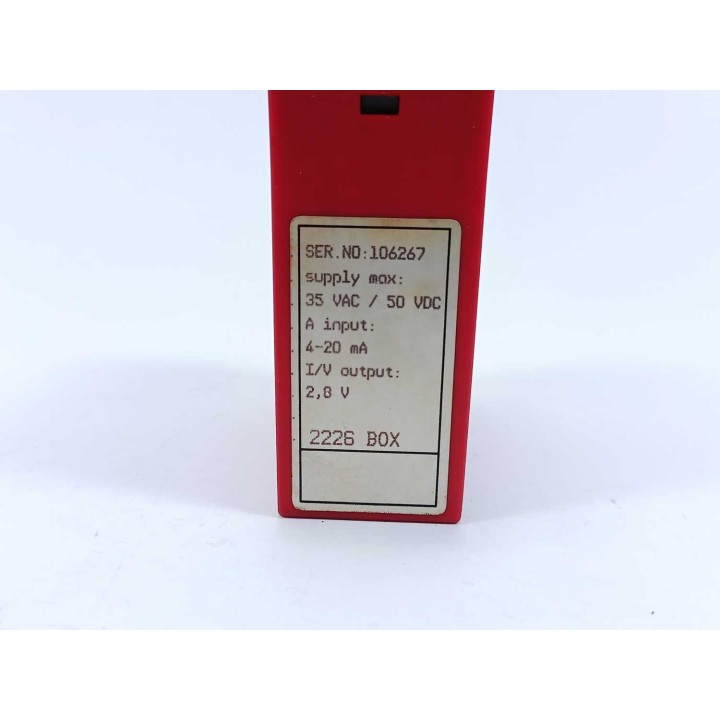 SER.NO:106267
supply max:
35 VAC / 50 VDC
A input:
4-20 mA
I/V output:
2,8 V
2226 BOX